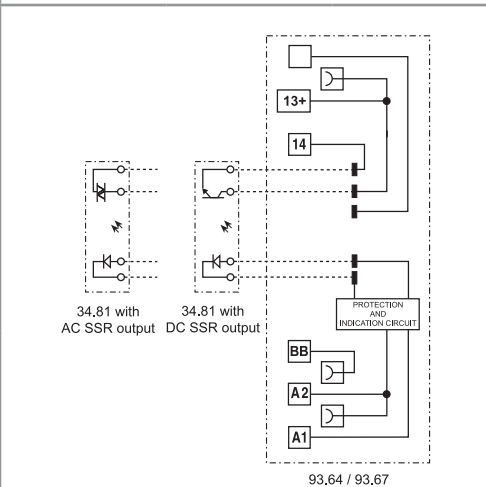 13+
14
34.81 with
AC SSR output
34.81 with
DC SSR output
PROTECTION
AND
INDICATION CIRCUIT
BB
A2
A1
93.64 / 93.67